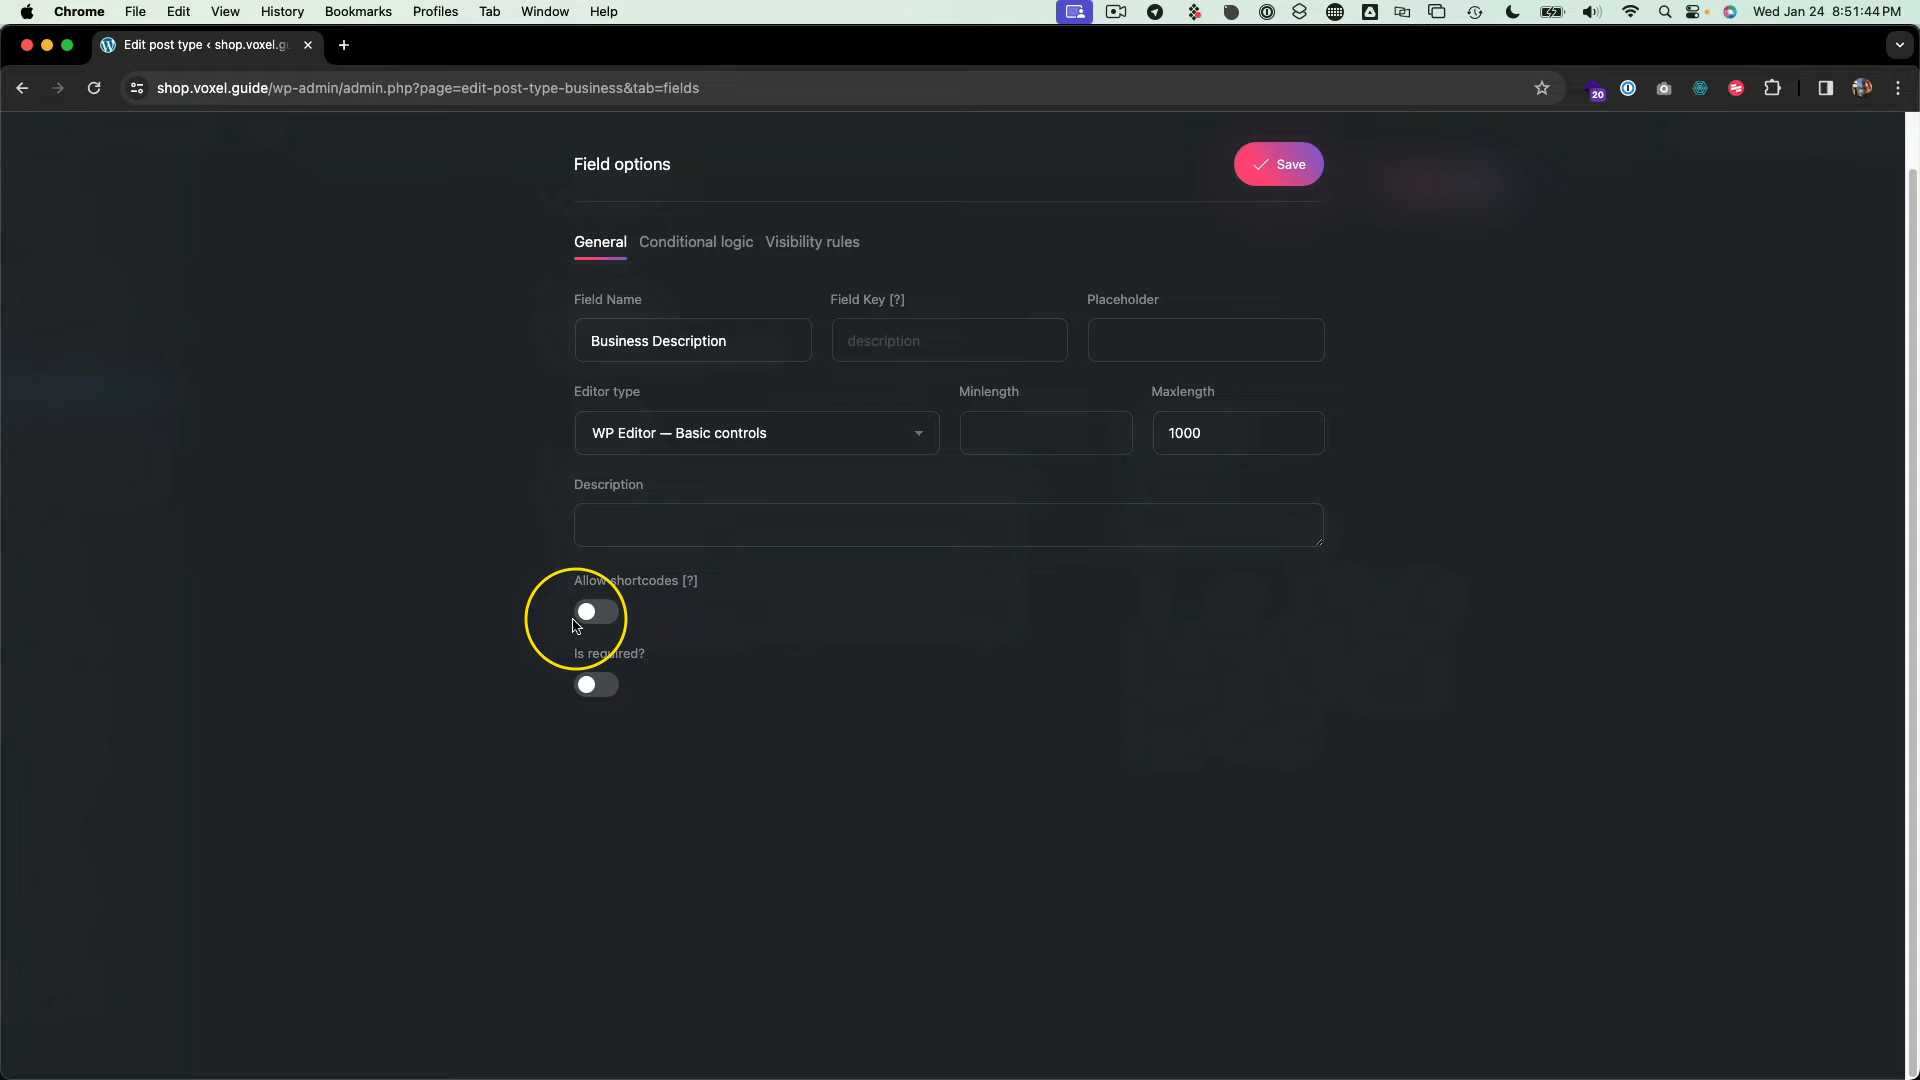 Chrome File Edit View History Bookmarks Profiles Tab Window Help Wed Jan 24 8:51:44 PM
Edit post type ‹ shop.voxel.g
shop.voxel.guide/wp-admin/admin.php?page=edit-post-type-business&tab=fields
20
Field options
Save
General Conditional logic Visibility rules
Field Name Field Key [?] Placeholder
Business Description description
Editor type Minlength Maxlength
WP Editor — Basic controls 1000
Description
Allow shortcodes [?]
Is required?